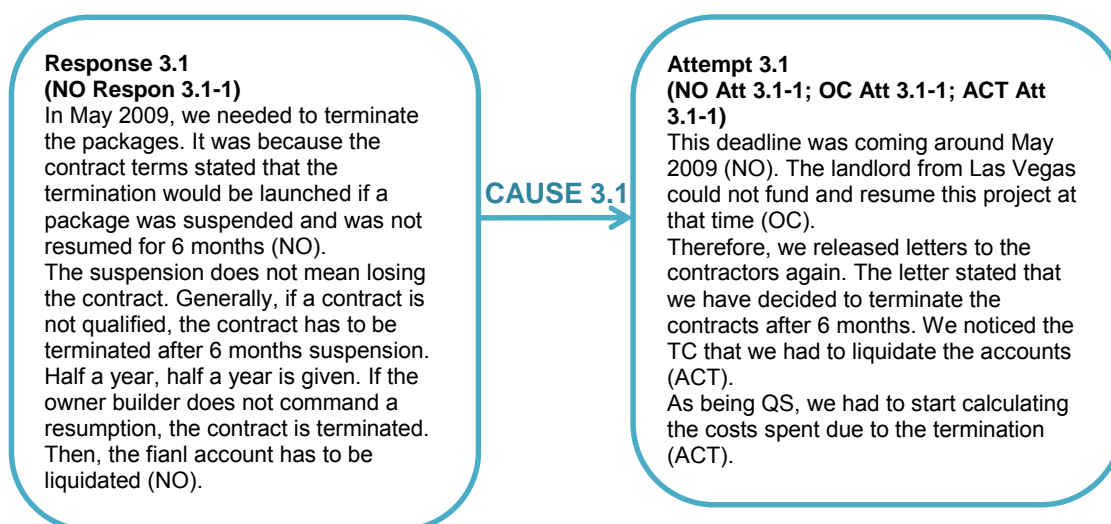 Response 3.1
(NO Respon 3.1-1)
In May 2009, we needed to terminate
the packages. It was because the
contract terms stated that the
termination would be launched if a
package was suspended and was not
resumed for 6 months (NO).
The suspension does not mean losing
the contract. Generally, if a contract is
not qualified, the contract has to be
terminated after 6 months suspension.
Half a year, half a year is given. If the
owner builder does not command a
resumption, the contract is terminated.
Then, the fianl account has to be
liquidated (NO).
CAUSE 3.1
Attempt 3.1
(NO Att 3.1-1; OC Att 3.1-1; ACT Att
3.1-1)
This deadline was coming around May
2009 (NO). The landlord from Las Vegas
could not fund and resume this project at
that time (OC).
Therefore, we released letters to the
contractors again. The letter stated that
we have decided to terminate the
contracts after 6 months. We noticed the
TC that we had to liquidate the accounts
(ACT).
As being QS, we had to start calculating
the costs spent due to the termination
(ACT).